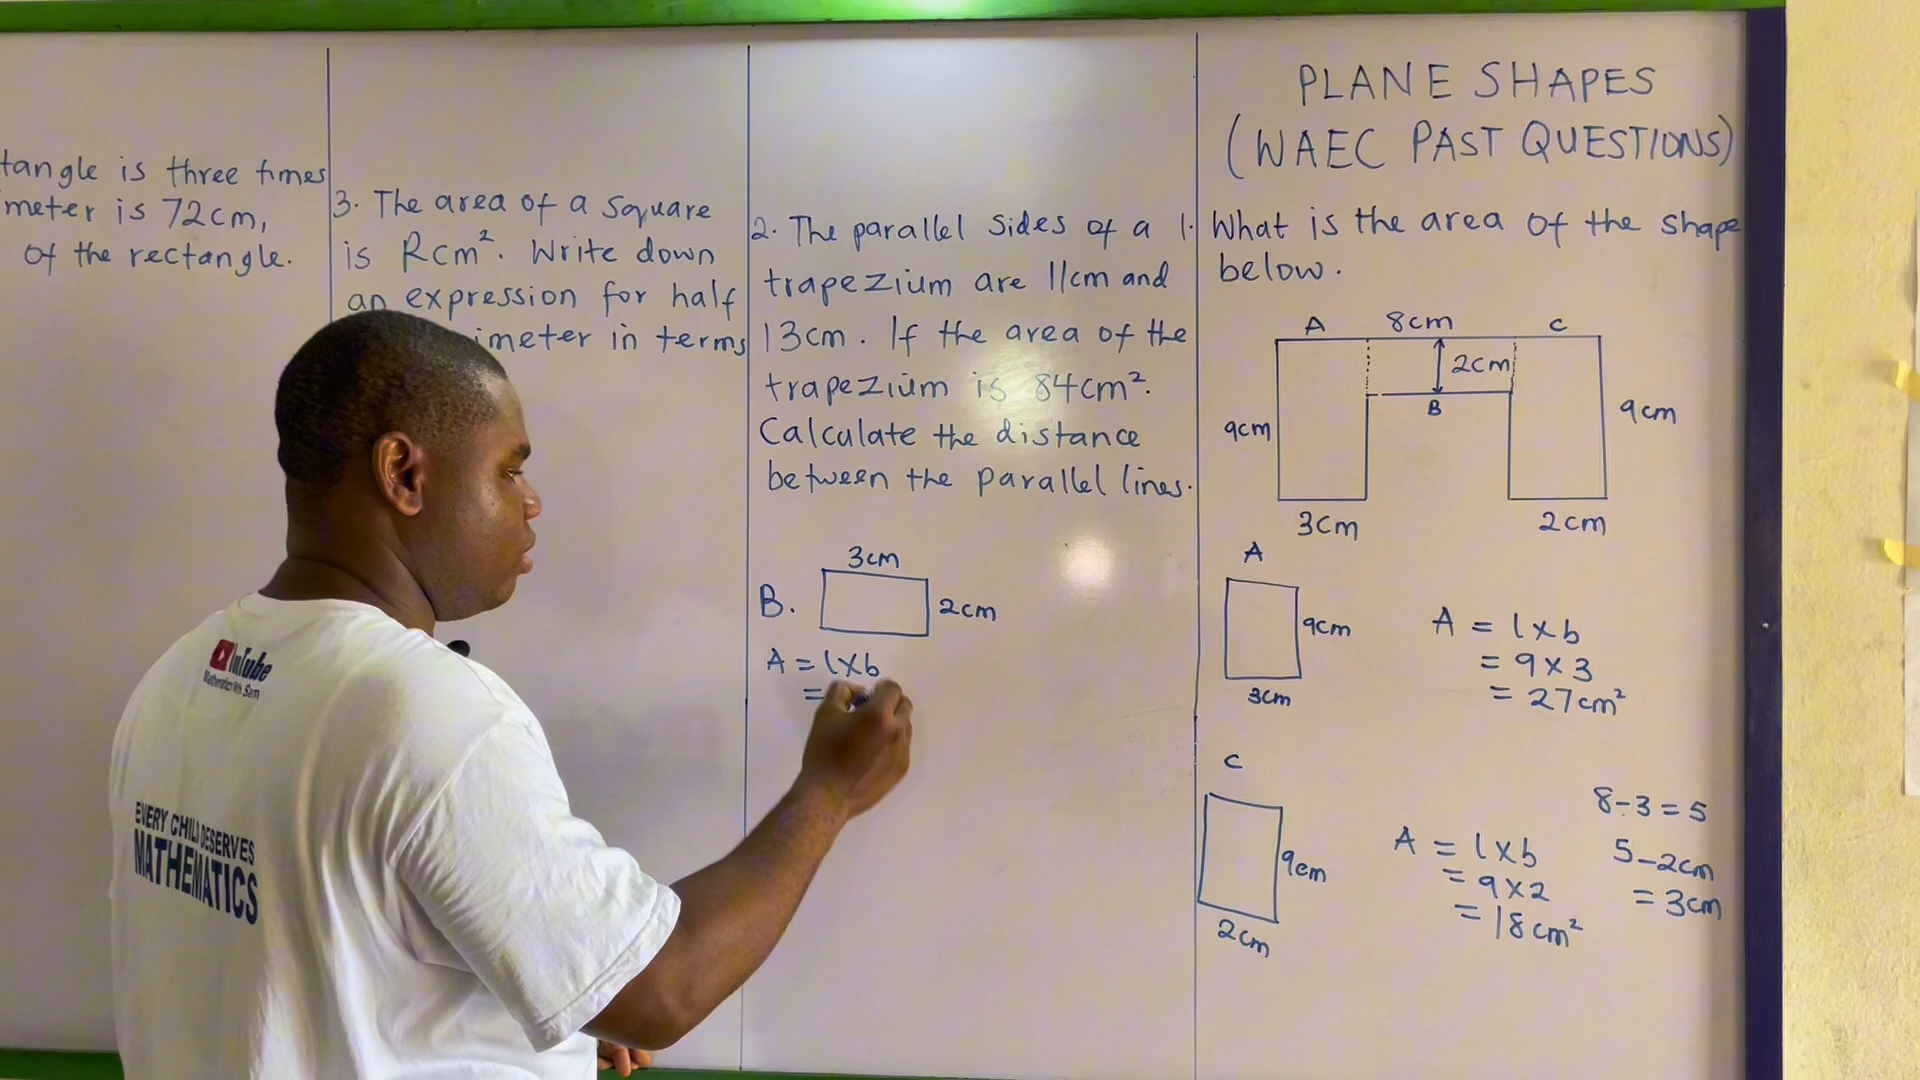 tangle is three times
meter is 72cm,
of the rectangle.
3. The area of a square
is Rcm². Write down
an expression for half
imeter in terms
2. The parallel sides of a
trapezium are 11cm and
13cm. If the area of the
trapezium is 84cm².
Calculate the distance
between the parallel lines.
3cm
B.
2cm
A = l×b
=
PLANE SHAPES
(WAEC PAST QUESTIONS)
1. What is the area of the shape
below.
A 8cm C
2cm
B
9cm
9cm
3cm
2cm
A
9cm
3cm
A = l×b
= 9×3
= 27cm²
C
9cm
2cm
A = l×b
= 9×2
= 18cm²
8-3=5
5-2cm
= 3cm
YouTube
Mathematics With Sam
EVERY CHILD DESERVES
MATHEMATICS